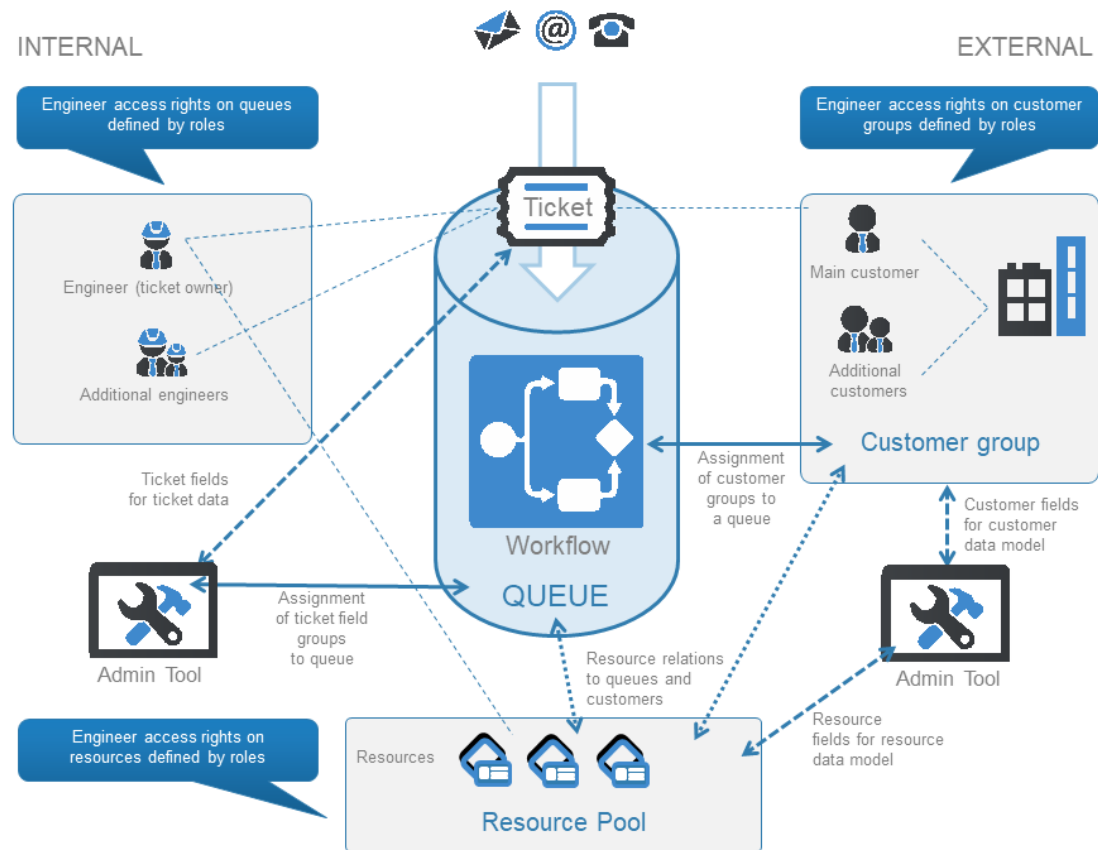 INTERNAL
EXTERNAL
Engineer access rights on queues
defined by roles
Engineer access rights on customer
groups defined by roles
Ticket
Engineer (ticket owner)
Additional engineers
Main customer
Additional
customers
Customer group
Ticket fields
for ticket data
Workflow
QUEUE
Assignment
of customer
groups to
a queue
Customer fields
for customer
data model
Admin Tool
Assignment
of ticket field
groups
to queue
Resource relations
to queues and
customers
Admin Tool
Engineer access rights on
resources defined by roles
Resources
Resource Pool
Resource
fields for resource
data model